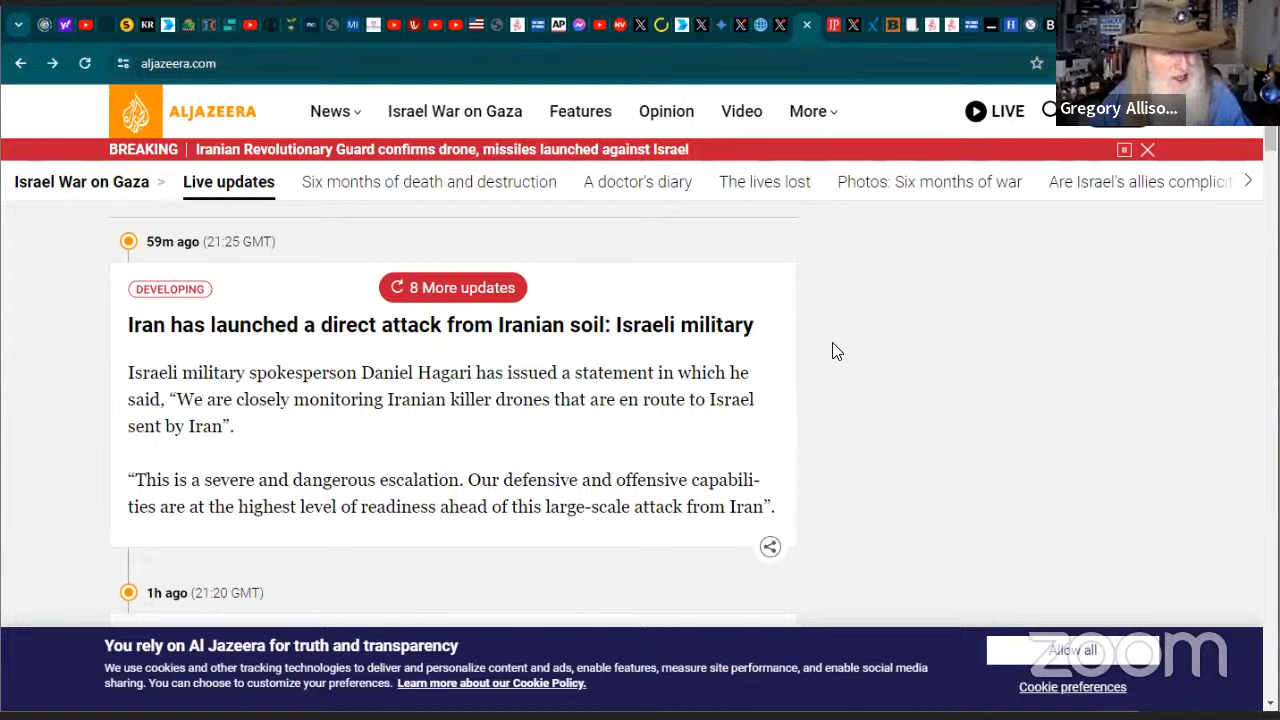 aljazeera.com
Gregory Alliso...
ALJAZEERA
News
Israel War on Gaza
Features
Opinion
Video
More
LIVE
BREAKING | Iranian Revolutionary Guard confirms drone, missiles launched against Israel
Israel War on Gaza > Live updates Six months of death and destruction A doctor's diary The lives lost Photos: Six months of war Are Israel's allies complicit
59m ago (21:25 GMT)
DEVELOPING
8 More updates
Iran has launched a direct attack from Iranian soil: Israeli military
Israeli military spokesperson Daniel Hagari has issued a statement in which he
said, “We are closely monitoring Iranian killer drones that are en route to Israel
sent by Iran”.
“This is a severe and dangerous escalation. Our defensive and offensive capabili-
ties are at the highest level of readiness ahead of this large-scale attack from Iran”.
1h ago (21:20 GMT)
You rely on Al Jazeera for truth and transparency
We use cookies and other tracking technologies to deliver and personalize content and ads, enable features, measure site performance, and enable social media
sharing. You can choose to customize your preferences. Learn more about our Cookie Policy.
Allow all
Cookie preferences
zoom